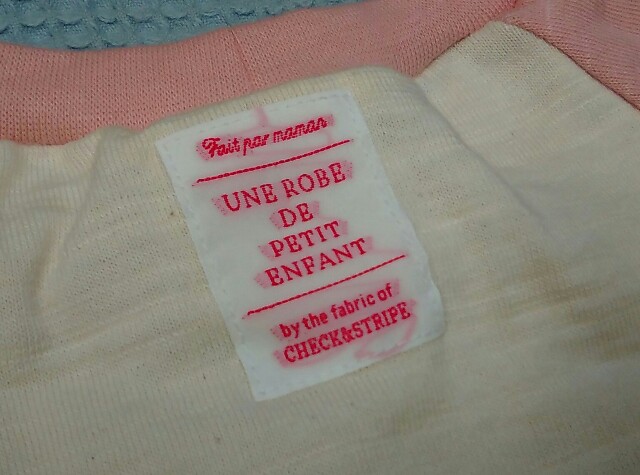 Fait par maman
UNE ROBE
DE
PETIT
ENFANT
by the fabric of
CHECK&STRIPE